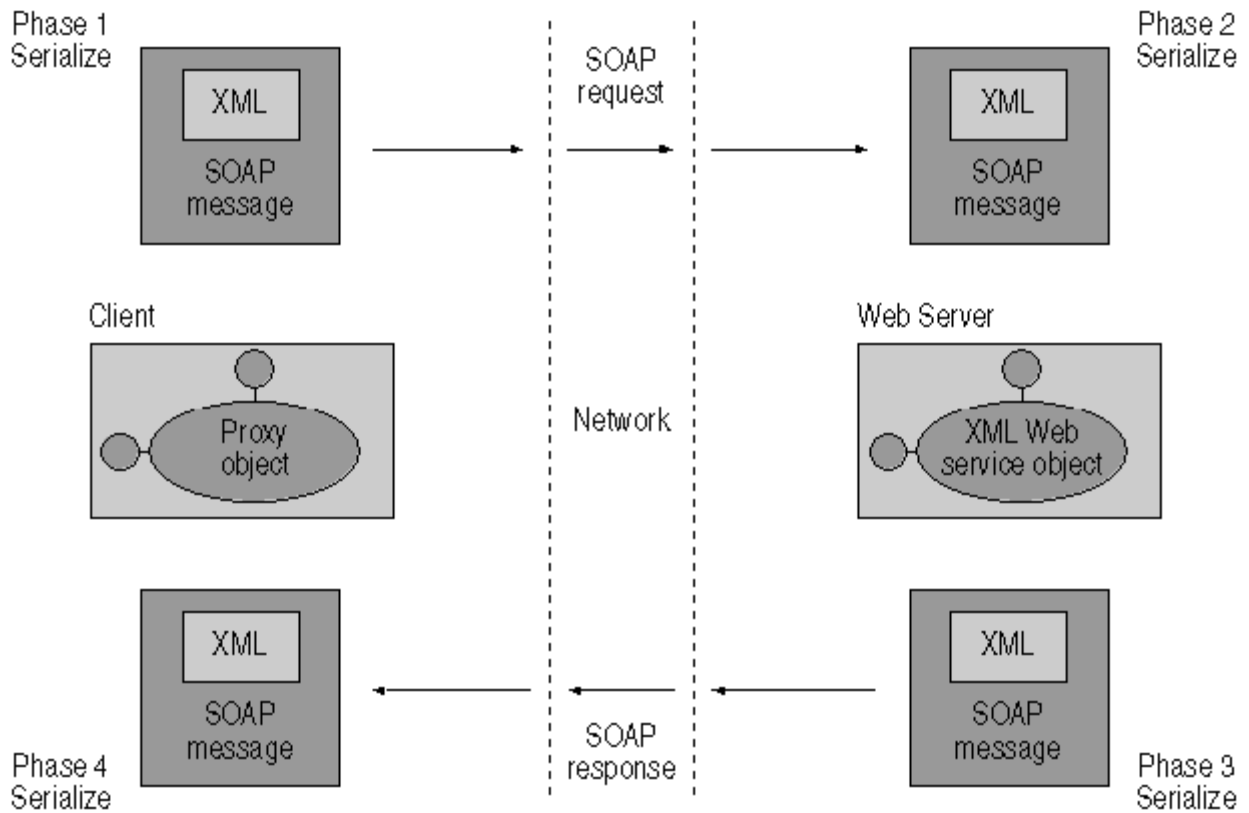 Phase 1
Serialize
XML
SOAP
message
SOAP
request
Phase 2
Serialize
XML
SOAP
message
Client
Proxy
object
Network
Web Server
XML Web
service object
XML
SOAP
message
Phase 4
Serialize
SOAP
response
XML
SOAP
message
Phase 3
Serialize